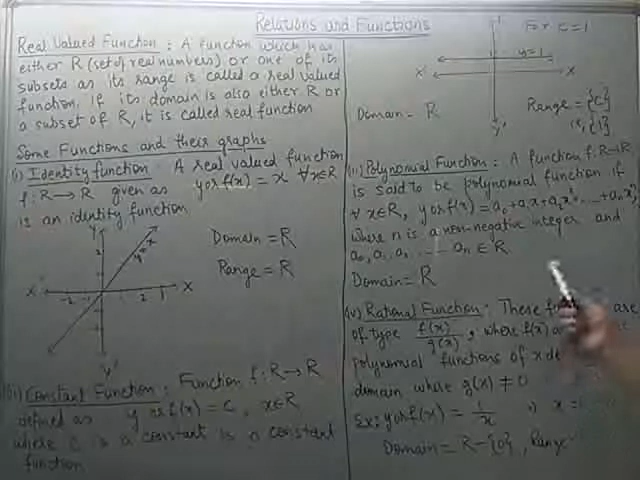 Relations and Functions
Real Valued Function : A function which has
either R (set of real numbers) or one of its
subsets as its range is called a real valued
function. If its domain is also either R or
a subset of R, it is called real function
Some Functions and their graphs
(i) Identity function - A real valued function
f: R → R given as y or f(x) = x ∀ x ∈ R
is an identity function
Y
y = x
2
X'
-2
-1
1
2
X
Y'
Domain = R
Range = R
(ii) Constant Function : Function f: R → R
defined as y or f(x) = c, x ∈ R
where c is a constant is a constant
function
For c = 1
y = 1
X'
X
Y'
Domain = R
Range = {c}
i.e., {1}
(iii) Polynomial Function : A function f: R → R
is said to be polynomial function if
∀ x ∈ R, y or f(x) = a₀ + a₁x + a₂x² + ... + aₙxⁿ,
where n is a non-negative integer and
a₀, a₁, a₂ ... aₙ ∈ R
Domain = R
(iv) Rational Function - These are
of type f(x)/g(x), where f(x)
polynomial functions of x
domain where g(x) ≠ 0
Ex: y or f(x) = 1/x
Domain = R - {0}, Range